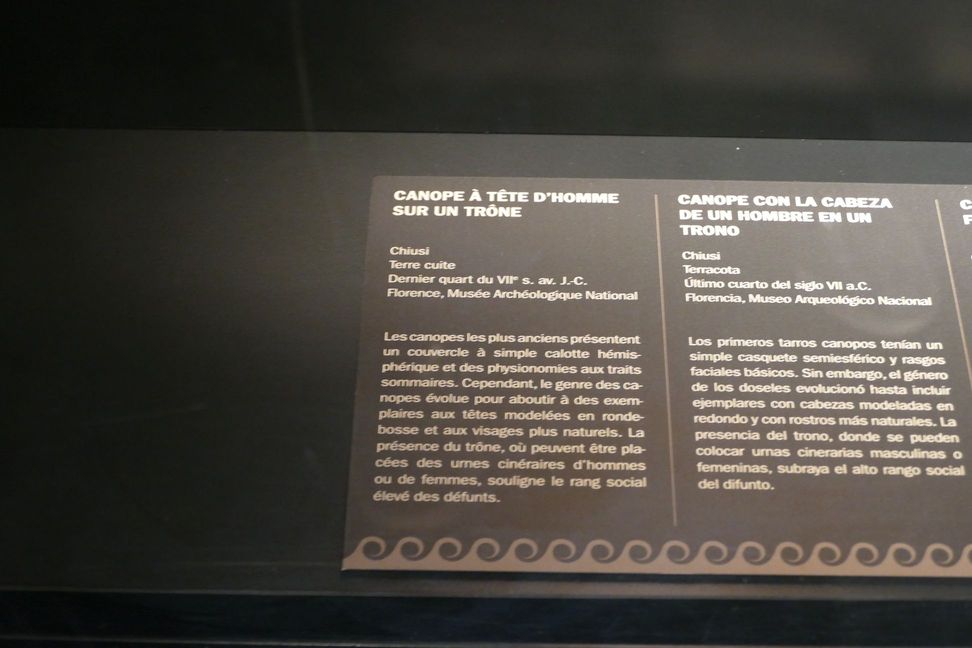 CANOPE À TÊTE D'HOMME
SUR UN TRÔNE
Chiusi
Terre cuite
Dernier quart du VIIe s. av. J.-C.
Florence, Musée Archéologique National
Les canopes les plus anciens présentent
un couvercle à simple calotte hémis-
phérique et des physionomies aux traits
sommaires. Cependant, le genre des ca-
nopes évolue pour aboutir à des exem-
plaires aux têtes modelées en ronde-
bosse et aux visages plus naturels. La
présence du trône, où peuvent être pla-
cées des urnes cinéraires d'hommes
ou de femmes, souligne le rang social
élevé des défunts.
CANOPE CON LA CABEZA
DE UN HOMBRE EN UN
TRONO
Chiusi
Terracota
Último cuarto del siglo VII a.C.
Florencia, Museo Arqueológico Nacional
Los primeros tarros canopos tenían un
simple casquete semiesférico y rasgos
faciales básicos. Sin embargo, el género
de los doseles evolucionó hasta incluir
ejemplares con cabezas modeladas en
redondo y con rostros más naturales. La
presencia del trono, donde se pueden
colocar urnas cinerarias masculinas o
femeninas, subraya el alto rango social
del difunto.